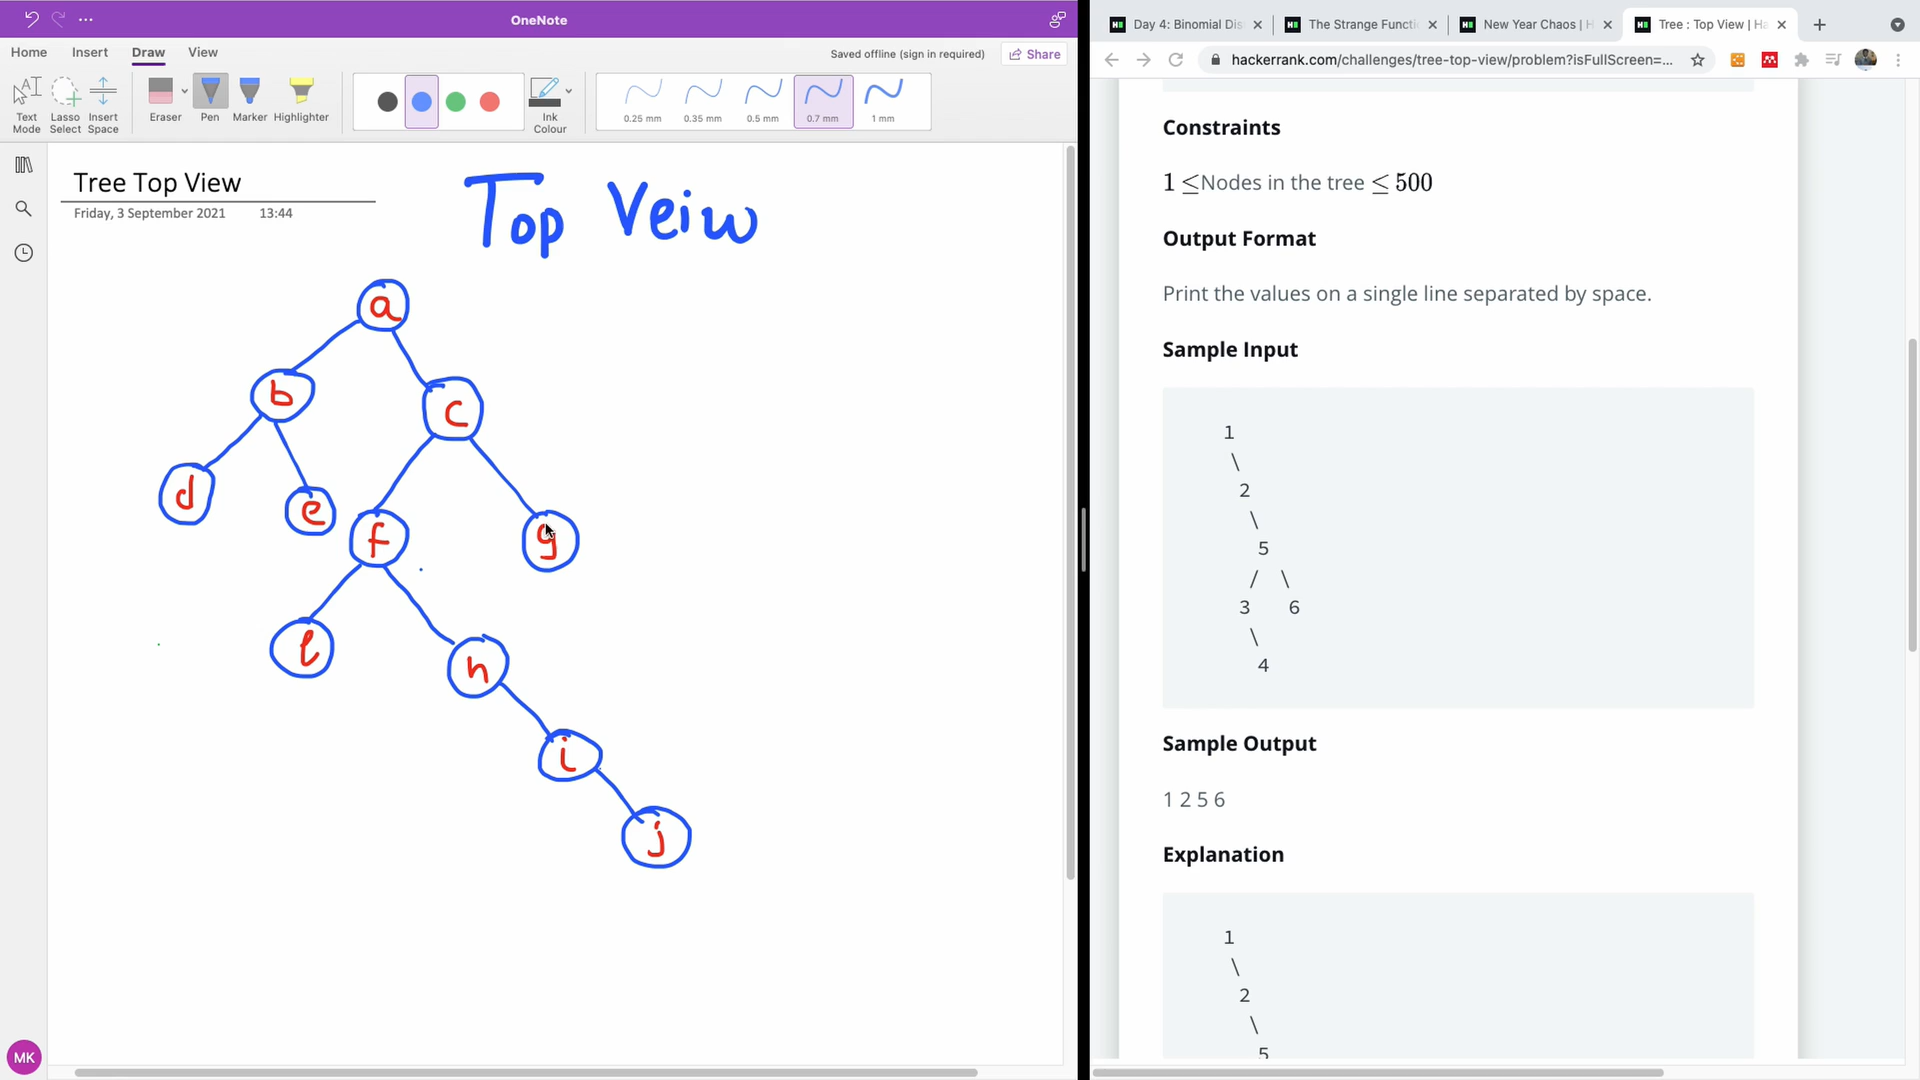 OneNote
Home Insert Draw View
Saved offline (sign in required) Share
Text Mode
Lasso Select
Insert Space
Eraser
Pen
Marker
Highlighter
Ink Colour
0.25 mm
0.35 mm
0.5 mm
0.7 mm
1 mm
Tree Top View
Friday, 3 September 2021 13:44
Top Veiw
a
b
c
d
e
f
g
l
h
i
j
MK
Day 4: Binomial Dis
The Strange Functi
New Year Chaos | H
Tree : Top View | Ha
hackerrank.com/challenges/tree-top-view/problem?isFullScreen=...
Constraints
1 ≤Nodes in the tree ≤ 500
Output Format
Print the values on a single line separated by space.
Sample Input
1
\
2
\
5
/ \
3 6
\
4
Sample Output
1 2 5 6
Explanation
1
\
2
\
5